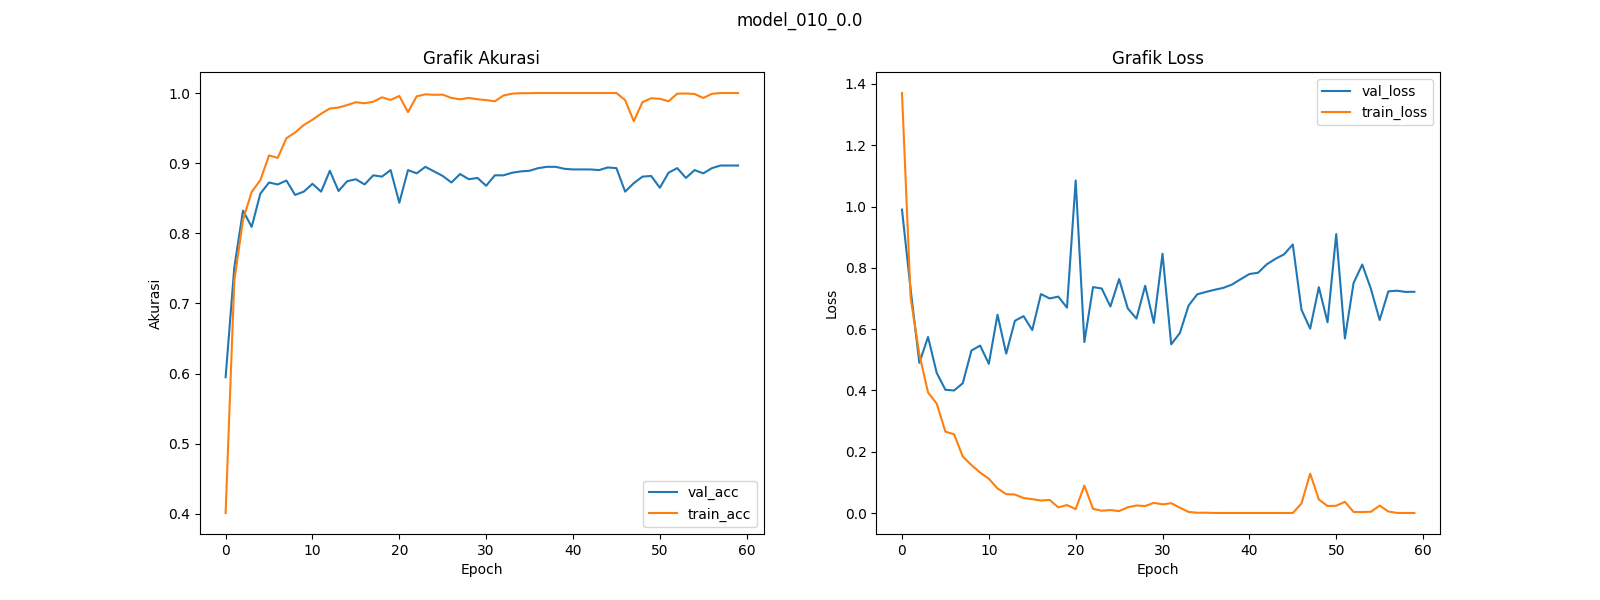 model_010_0.0
Grafik Akurasi
1.0
0.9
0.8
0.7
0.6
0.5
0.4
Akurasi
0 10 20 30 40 50 60
Epoch
val_acc
train_acc
Grafik Loss
1.4
1.2
1.0
0.8
0.6
0.4
0.2
0.0
Loss
0 10 20 30 40 50 60
Epoch
val_loss
train_loss